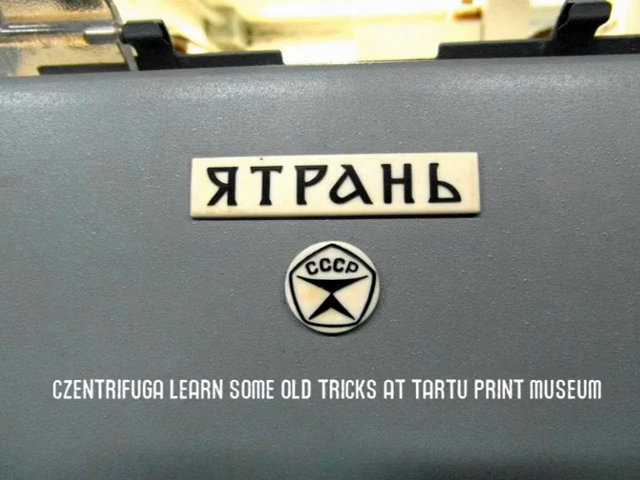 ЯТРАНЬ
СССР
CZENTRIFUGA LEARN SOME OLD TRICKS AT TARTU PRINT MUSEUM